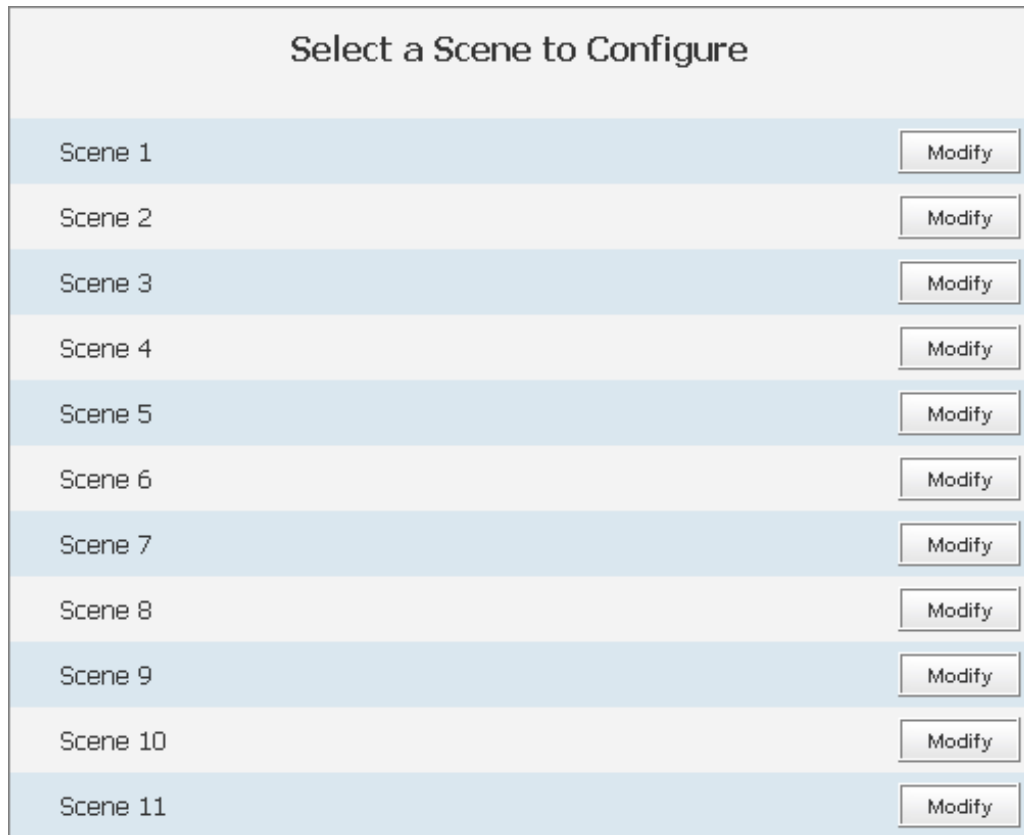 Select a Scene to Configure
Scene 1 Modify
Scene 2 Modify
Scene 3 Modify
Scene 4 Modify
Scene 5 Modify
Scene 6 Modify
Scene 7 Modify
Scene 8 Modify
Scene 9 Modify
Scene 10 Modify
Scene 11 Modify